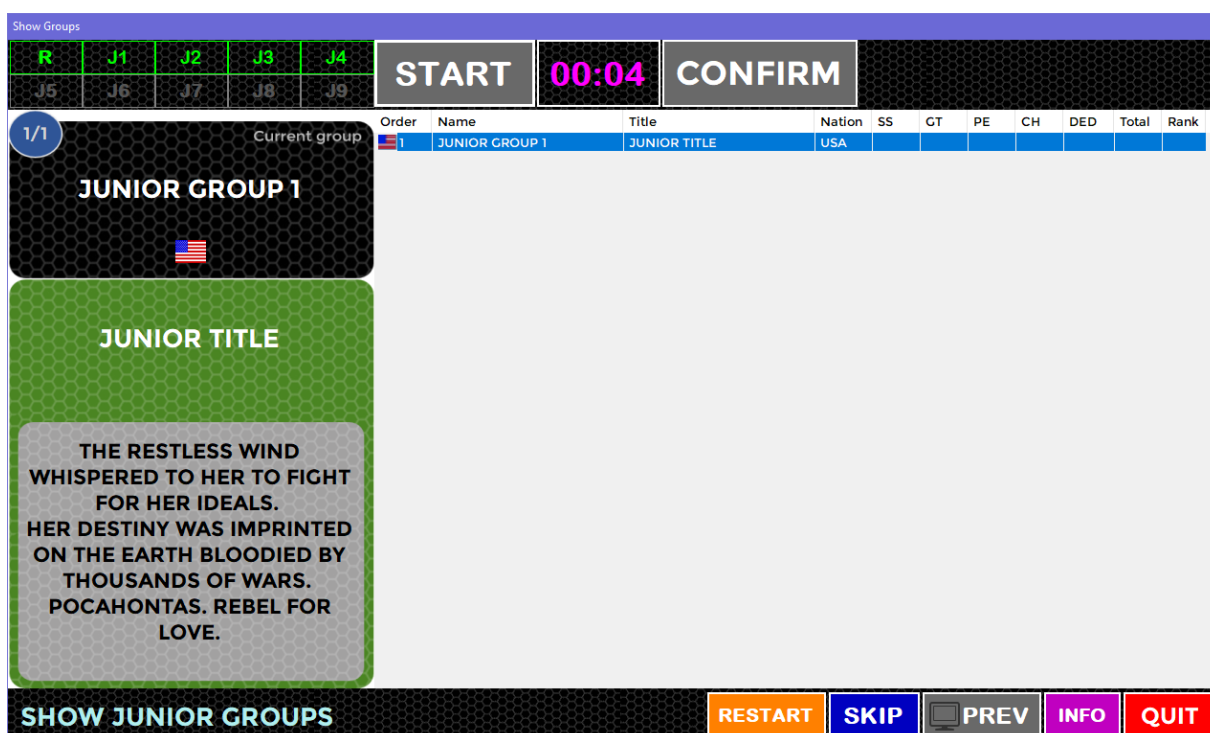 Show Groups
R J1 J2 J3 J4
J5 J6 J7 J8 J9
START 00:04 CONFIRM
1/1 Current group
JUNIOR GROUP 1
JUNIOR TITLE
THE RESTLESS WIND
WHISPERED TO HER TO FIGHT
FOR HER IDEALS.
HER DESTINY WAS IMPRINTED
ON THE EARTH BLOODIED BY
THOUSANDS OF WARS.
POCAHONTAS. REBEL FOR
LOVE.
Order Name Title Nation SS GT PE CH DED Total Rank
1 JUNIOR GROUP 1 JUNIOR TITLE USA
SHOW JUNIOR GROUPS
RESTART SKIP PREV INFO QUIT